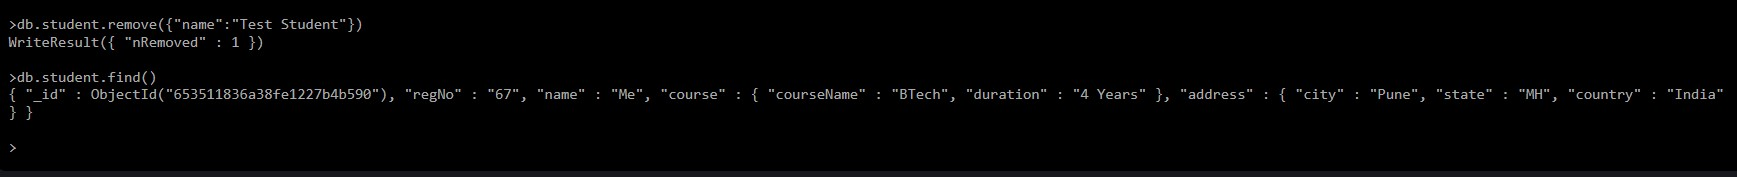 >db.student.remove({"name":"Test Student"})
WriteResult({ "nRemoved" : 1 })
>db.student.find()
{ "_id" : ObjectId("653511836a38fe1227b4b590"), "regNo" : "67", "name" : "Me", "course" : { "courseName" : "BTech", "duration" : "4 Years" }, "address" : { "city" : "Pune", "state" : "MH", "country" : "India"
} }
>